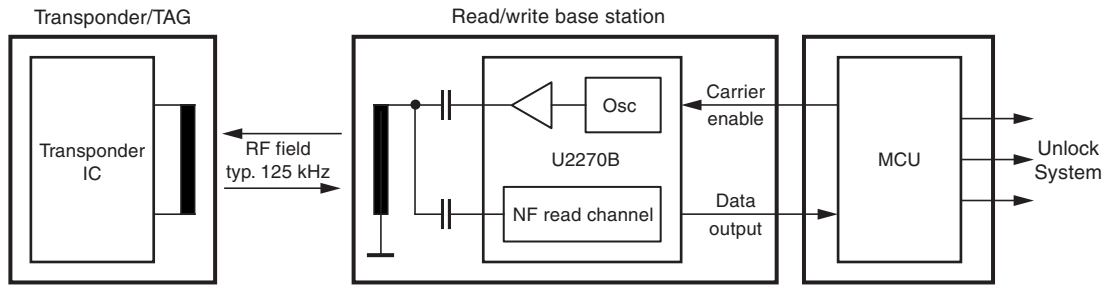 Transponder/TAG
Read/write base station
Transponder
IC
RF field
typ. 125 kHz
Osc
U2270B
NF read channel
Carrier
enable
Data
output
MCU
Unlock
System